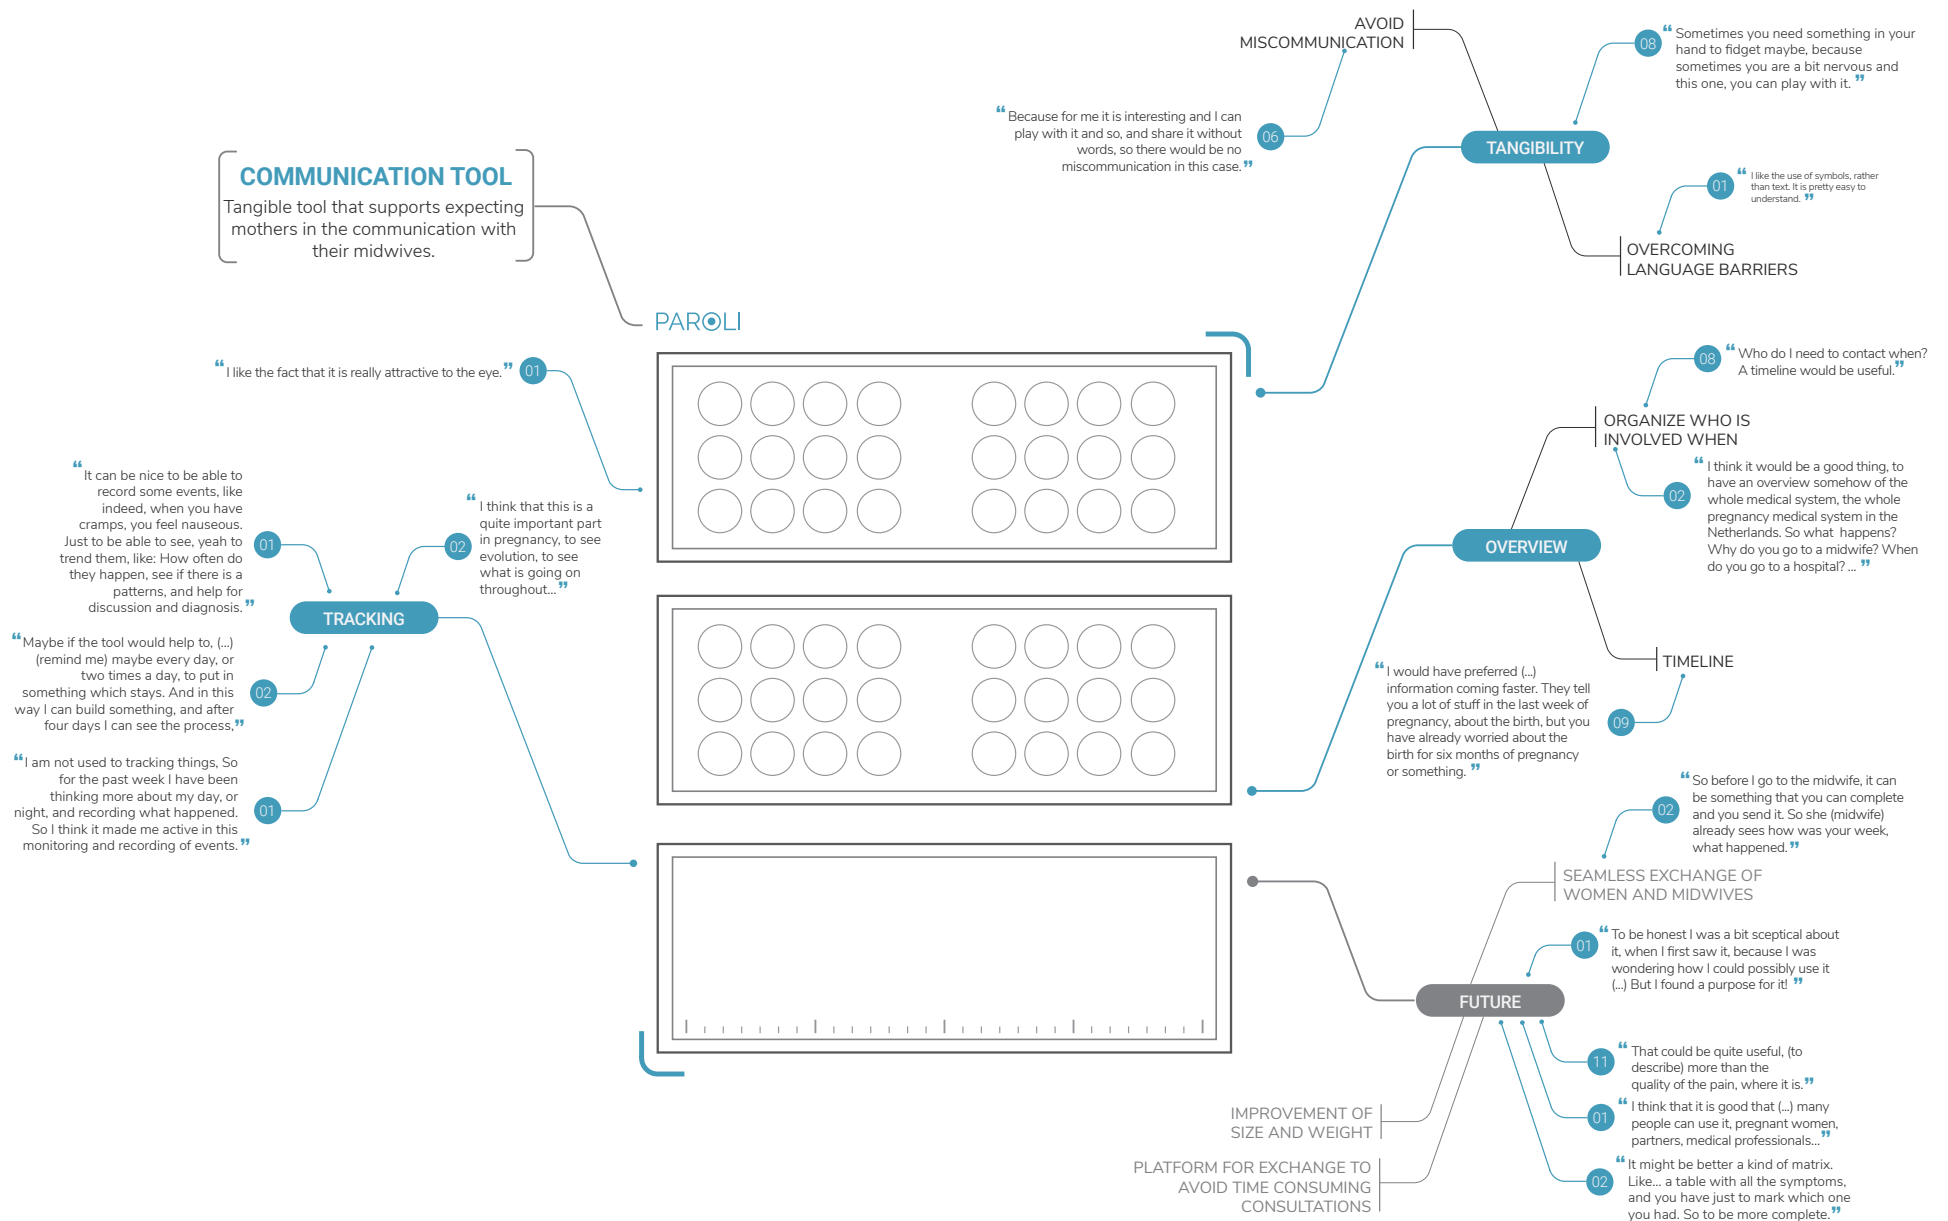 COMMUNICATION TOOL
Tangible tool that supports expecting
mothers in the communication with
their midwives.
PAROLI
“I like the fact that it is really attractive to the eye.”
01
“It can be nice to be able to
record some events, like
indeed, when you have
cramps, you feel nauseous.
Just to be able to see, yeah to
trend them, like: How often do
they happen, see if there is a
patterns, and help for
discussion and diagnosis.”
01
“I think that this is a
quite important part
in pregnancy, to see
evolution, to see
what is going on
throughout...”
02
TRACKING
“Maybe if the tool would help to, (...)
(remind me) maybe every day, or
two times a day, to put in
something which stays. And in this
way I can build something, and after
four days I can see the process,”
02
“I am not used to tracking things, So
for the past week I have been
thinking more about my day, or
night, and recording what happened.
So I think it made me active in this
monitoring and recording of events.”
01
AVOID
MISCOMMUNICATION
“Because for me it is interesting and I can
play with it and so, and share it without
words, so there would be no
miscommunication in this case.”
06
08
“Sometimes you need something in your
hand to fidget maybe, because
sometimes you are a bit nervous and
this one, you can play with it.”
TANGIBILITY
01
“I like the use of symbols, rather
than text. It is pretty easy to
understand.”
OVERCOMING
LANGUAGE BARRIERS
08
“Who do I need to contact when?
A timeline would be useful.”
ORGANIZE WHO IS
INVOLVED WHEN
02
“I think it would be a good thing, to
have an overview somehow of the
whole medical system, the whole
pregnancy medical system in the
Netherlands. So what happens?
Why do you go to a midwife? When
do you go to a hospital? ...”
OVERVIEW
TIMELINE
“I would have preferred (...)
information coming faster. They tell
you a lot of stuff in the last week of
pregnancy, about the birth, but you
have already worried about the
birth for six months of pregnancy
or something.”
09
02
“So before I go to the midwife, it can
be something that you can complete
and you send it. So she (midwife)
already sees how was your week,
what happened.”
SEAMLESS EXCHANGE OF
WOMEN AND MIDWIVES
01
“To be honest I was a bit sceptical about
it, when I first saw it, because I was
wondering how I could possibly use it
(...) But I found a purpose for it!”
FUTURE
11
“That could be quite useful, (to
describe) more than the
quality of the pain, where it is.”
01
“I think that it is good that (...) many
people can use it, pregnant women,
partners, medical professionals...”
02
“It might be better a kind of matrix.
Like... a table with all the symptoms,
and you have just to mark which one
you had. So to be more complete.”
IMPROVEMENT OF
SIZE AND WEIGHT
PLATFORM FOR EXCHANGE TO
AVOID TIME CONSUMING
CONSULTATIONS